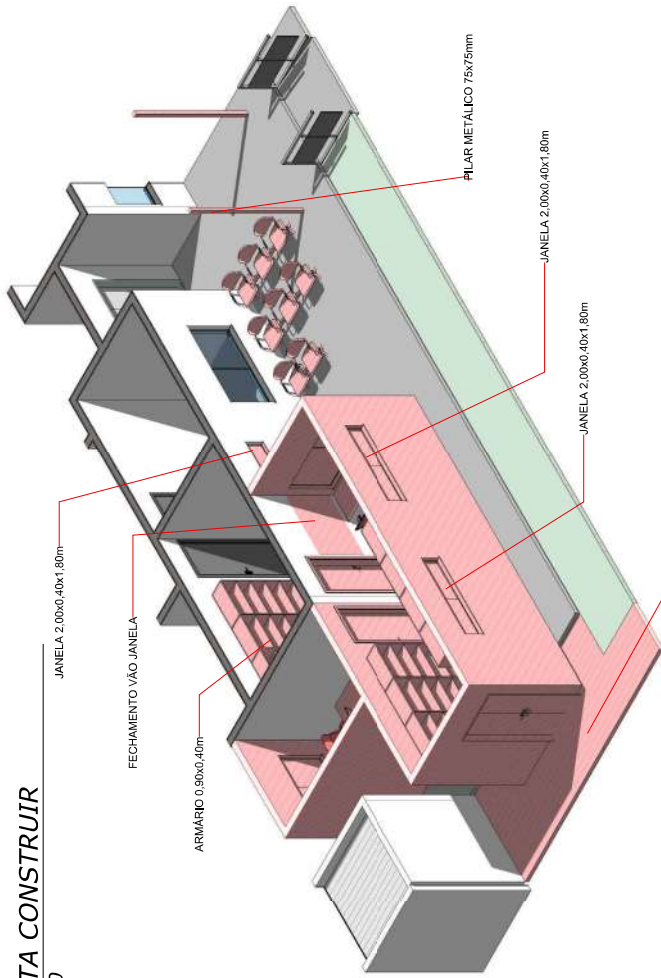 TA CONSTRUIR
0
JANELA 2,00x0,40x1,80m
FECHAMENTO VÃO JANELA
ARMÁRIO 0,90x0,40m
PILAR METÁLICO 75x75mm
JANELA 2,00x0,40x1,80m
JANELA 2,00x0,40x1,80m